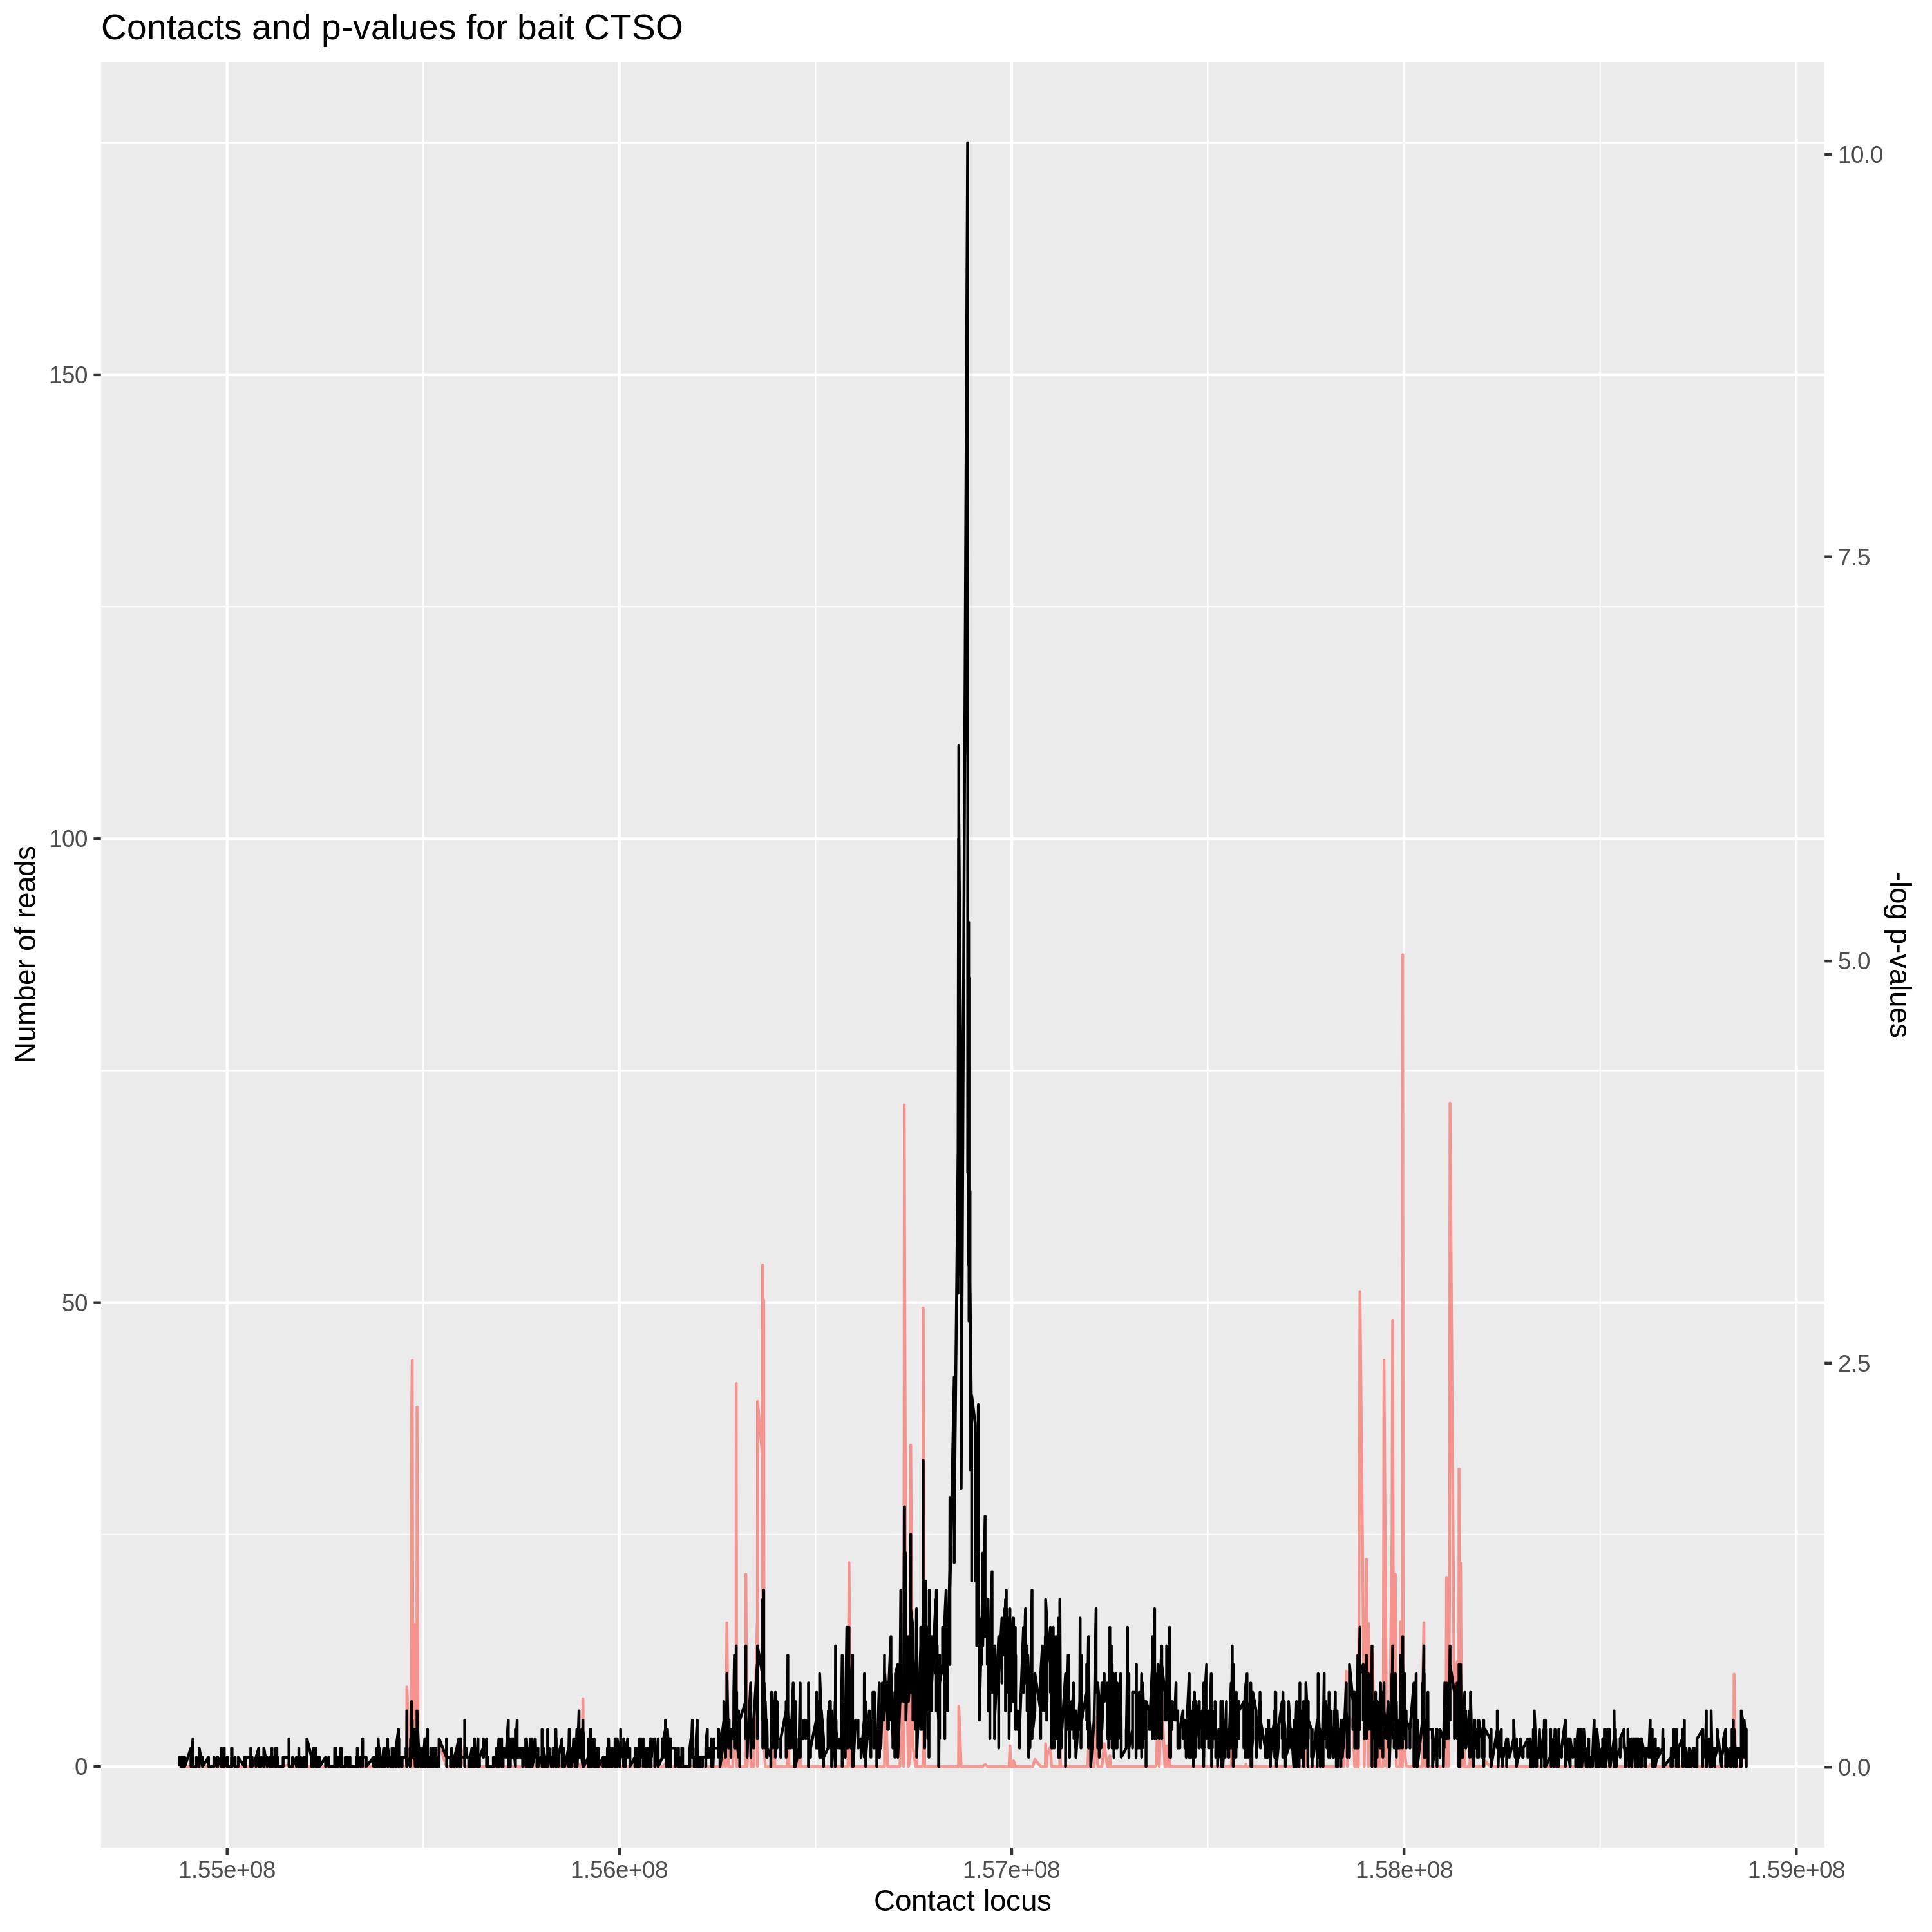 Contacts and p-values for bait CTSO
Number of reads
150
100
50
0
10.0
7.5
5.0
2.5
0.0
-log p-values
1.55e+08
1.56e+08
1.57e+08
1.58e+08
1.59e+08
Contact locus